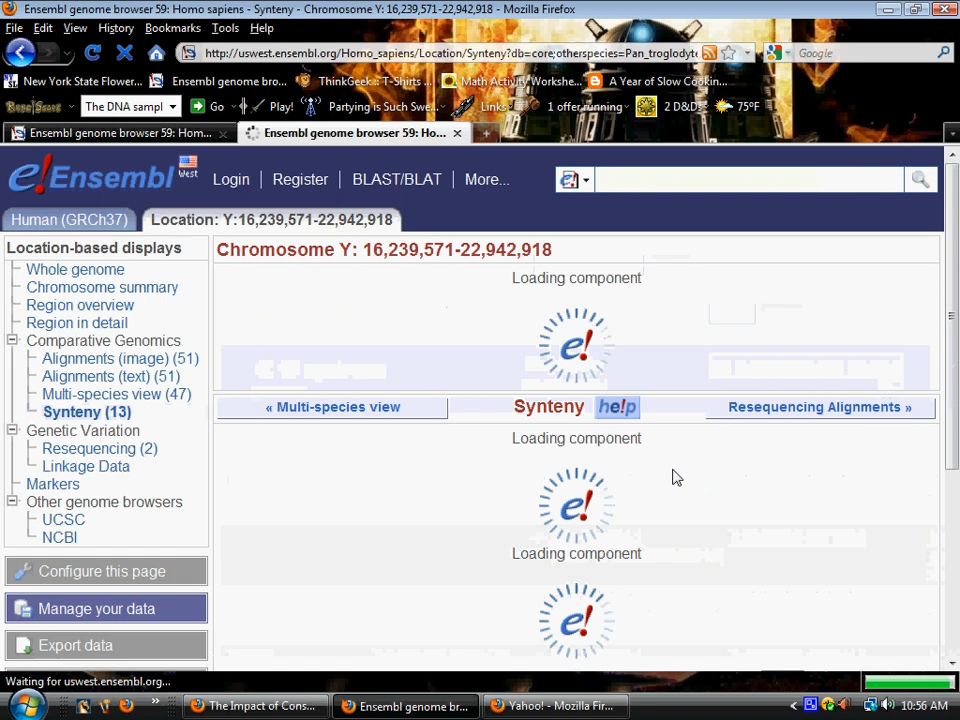 Ensembl genome browser 59: Homo sapiens - Synteny - Chromosome Y: 16,239,571-22,942,918 - Mozilla Firefox
File Edit View History Bookmarks Tools Help
http://uswest.ensembl.org/Homo_sapiens/Location/Synteny?db=core;otherspecies=Pan_troglodyte
Google
New York State Flower... Ensembl genome bro... ThinkGeek :: T-Shirts ... Math Activity Workshe... A Year of Slow Cookin...
The DNA sampl Go Play! Partying is Such Swe... Links 1 offer running 2 D&D: 75°F
Ensembl genome browser 59: Hom...
Ensembl genome browser 59: Ho...
e!Ensembl West Login Register BLAST/BLAT More...
Human (GRCh37) Location: Y:16,239,571-22,942,918
Location-based displays
Whole genome
Chromosome summary
Region overview
Region in detail
Comparative Genomics
Alignments (image) (51)
Alignments (text) (51)
Multi-species view (47)
Synteny (13)
Genetic Variation
Resequencing (2)
Linkage Data
Markers
Other genome browsers
UCSC
NCBI
Configure this page
Manage your data
Export data
Chromosome Y: 16,239,571-22,942,918
Loading component
e!
« Multi-species view Synteny he!p Resequencing Alignments »
Loading component
e!
Loading component
e!
Waiting for uswest.ensembl.org...
The Impact of Cons... Ensembl genome br... Yahoo! - Mozilla Fir... 10:56 AM